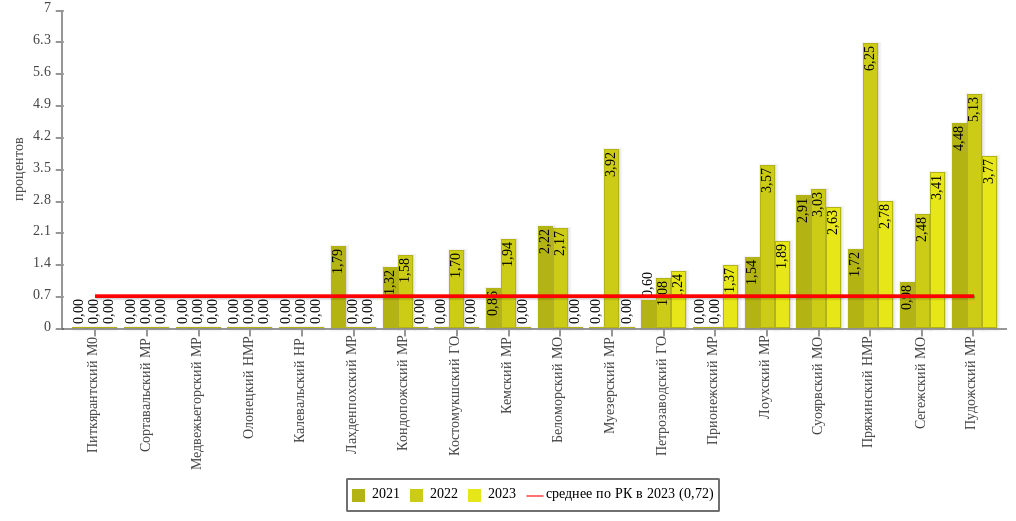 7
6.3
5.6
4.9
4.2
3.5
2.8
2.1
1.4
0.7
0
процентов
0,00 0,00 0,00
0,00 0,00 0,00
0,00 0,00 0,00
0,00 0,00 0,00
0,00 0,00 0,00
1,79 0,00 0,00
1,32 1,58 0,00
0,00 1,70 0,00
1,94 0,00
2,22 2,17 0,00
0,00 3,92 0,00
0,60 1,08 1,24
0,00 0,00 1,37
1,54 3,57 1,89
2,91 3,03 2,63
1,72 6,25 2,78
0,98 2,48 3,41
4,48 5,13 3,77
Питкярантский МО
Сортавальский МР
Медвежьегорский МР
Олонецкий НМР
Калевальский НР
Лахденпохский МР
Кондопожский МР
Костомукшский ГО
Кемский МР
Беломорский МО
Муезерский МР
Петрозаводский ГО
Прионежский МР
Лоухский МР
Суоярвский МО
Пряжинский НМР
Сегежский МО
Пудожский МР
2021 2022 2023 среднее по РК в 2023 (0,72)